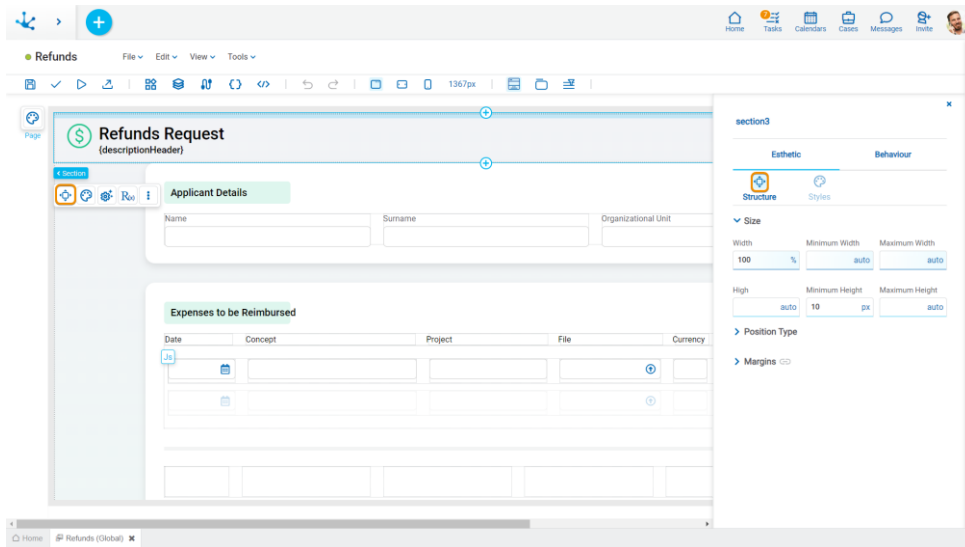 7
Home Tasks Calendars Cases Messages Invite
Refunds File Edit View Tools
1367px
Page
Refunds Request
{descriptionHeader}
Section
R(x)
Applicant Details
Name Surname Organizational Unit
Expenses to be Reimbursed
Date Concept Project File Currency
Js
section3
Esthetic Behaviour
Structure Styles
Size
Width Minimum Width Maximum Width
100 % auto auto
High Minimum Height Maximum Height
auto 10 px auto
Position Type
Margins
Home Refunds (Global)